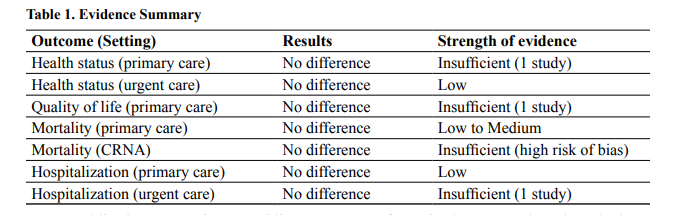 Table 1. Evidence Summary
Outcome (Setting) Results Strength of evidence
Health status (primary care) No difference Insufficient (1 study)
Health status (urgent care) No difference Low
Quality of life (primary care) No difference Insufficient (1 study)
Mortality (primary care) No difference Low to Medium
Mortality (CRNA) No difference Insufficient (high risk of bias)
Hospitalization (primary care) No difference Low
Hospitalization (urgent care) No difference Insufficient (1 study)